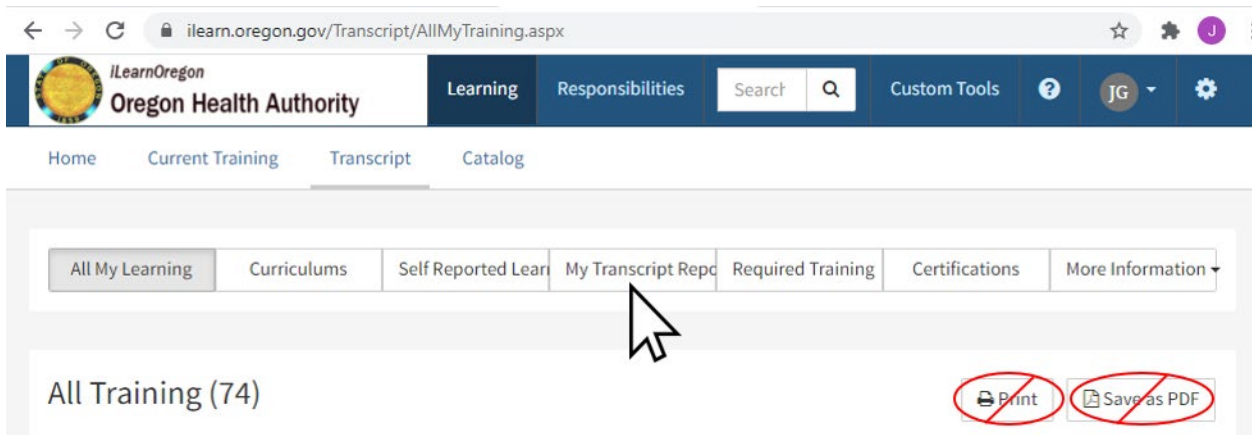 ilearn.oregon.gov/Transcript/AllMyTraining.aspx
J
iLearnOregon
Oregon Health Authority
Learning
Responsibilities
Search
Custom Tools
?
JG
Home
Current Training
Transcript
Catalog
All My Learning
Curriculums
Self Reported Lear
My Transcript Repo
Required Training
Certifications
More Information
All Training (74)
Print
Save as PDF